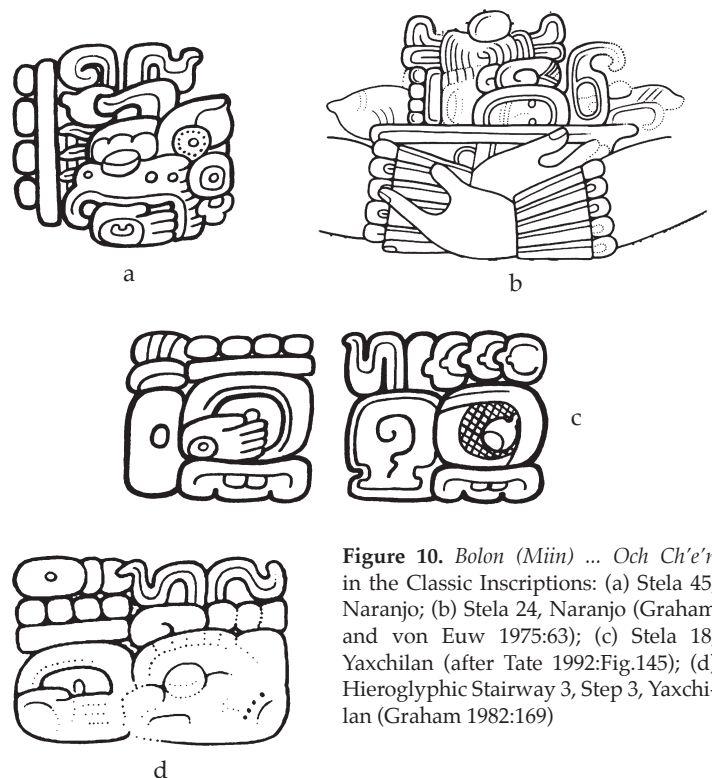 a
b
c
d
Figure 10. Bolon (Miin) ... Och Ch'e'n
in the Classic Inscriptions: (a) Stela 45,
Naranjo; (b) Stela 24, Naranjo (Graham
and von Euw 1975:63); (c) Stela 18,
Yaxchilan (after Tate 1992:Fig.145); (d)
Hieroglyphic Stairway 3, Step 3, Yaxchi-
lan (Graham 1982:169)